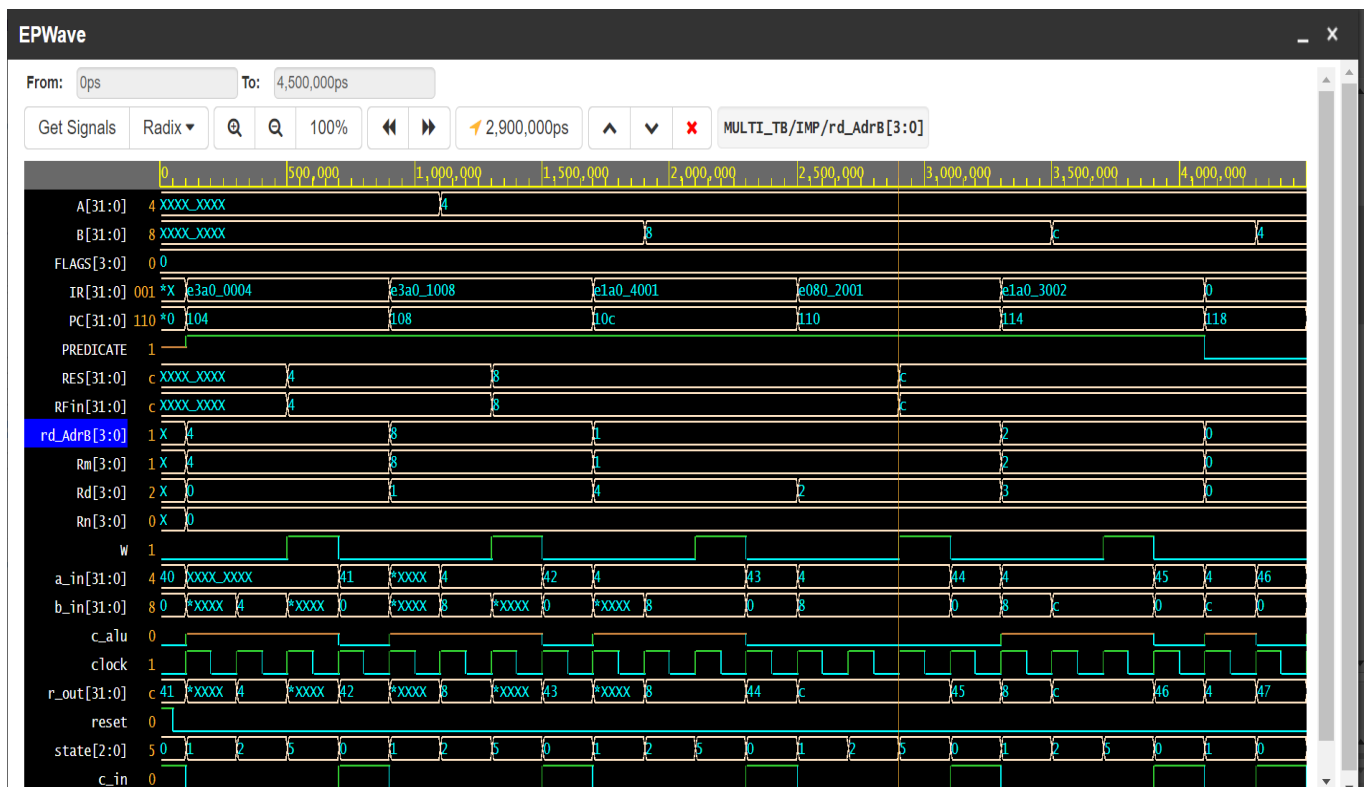 EPWave
From: 0ps To: 4,500,000ps
Get Signals Radix 100% 2,900,000ps MULTI_TB/IMP/rd_AdrB[3:0]
0 500,000 1,000,000 1,500,000 2,000,000 2,500,000 3,000,000 3,500,000 4,000,000
A[31:0] 4 XXXX_XXXX 4
B[31:0] 8 XXXX_XXXX 8 c 4
FLAGS[3:0] 0 0
IR[31:0] 001 *X e3a0_0004 e3a0_1008 e1a0_4001 e080_2001 e1a0_3002 0
PC[31:0] 110 *0 104 108 10c 110 114 118
PREDICATE 1
RES[31:0] c XXXX_XXXX 4 8 c
RFin[31:0] c XXXX_XXXX 4 8 c
rd_AdrB[3:0] 1 X 4 8 1 2 0
Rm[3:0] 1 X 4 8 1 2 0
Rd[3:0] 2 X 0 1 4 2 3 0
Rn[3:0] 0 X 0
W 1
a_in[31:0] 4 40 XXXX_XXXX 41 *XXXX 4 42 4 43 4 44 4 45 4 46
b_in[31:0] 8 0 *XXXX 4 *XXXX 0 *XXXX 8 *XXXX 0 *XXXX 8 0 8 0 8 c 0 c 0
c_alu 0
clock 1
r_out[31:0] c 41 *XXXX 4 *XXXX 42 *XXXX 8 *XXXX 43 *XXXX 8 44 c 45 8 c 46 4 47
reset 0
state[2:0] 5 0 1 2 5 0 1 2 5 0 1 2 5 0 1 2 5 0 1 2 5 0 1 0
c_in 0